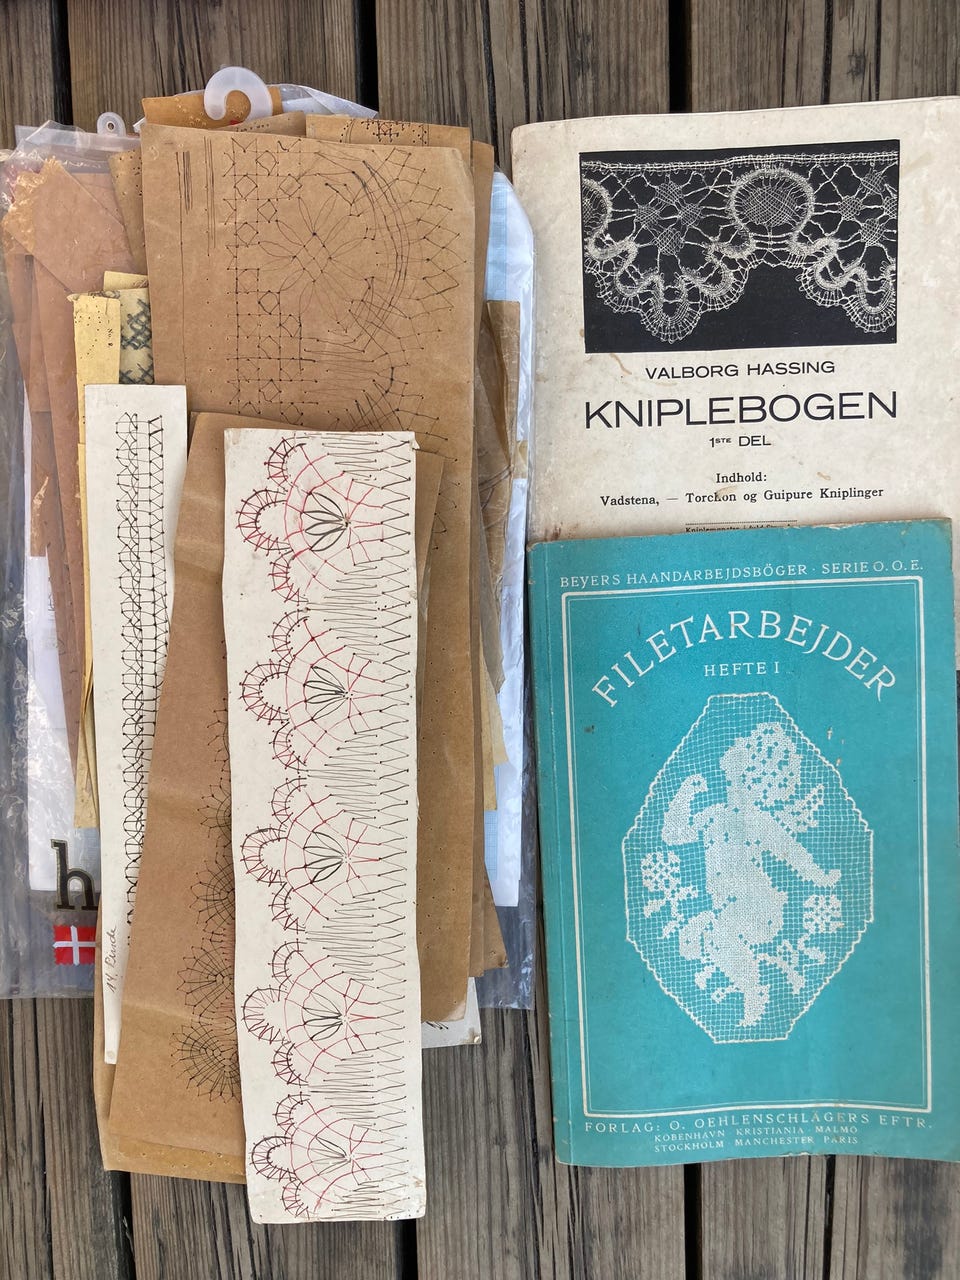 VALBORG HASSING
KNIPLEBOGEN
1STE DEL
Indhold:
Vadstena, — Torchon og Guipure Kniplinger
BEYERS HAANDARBEJDSBÖGER · SERIE O.O.E.
FILETARBEJDER
HEFTE I
FORLAG: O. OEHLENSCHLÄGERS EFTR.
KÖBENHAVN KRISTIANIA MALMÖ
STOCKHOLM MANCHESTER PARIS
h